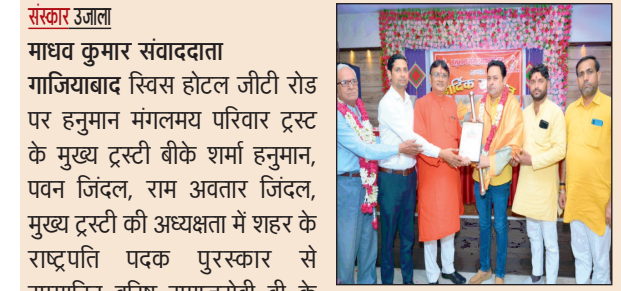 संस्कार उजाला
माधव कुमार संवाददाता
गाजियाबाद स्विस होटल जीटी रोड
पर हनुमान मंगलमय परिवार ट्रस्ट
के मुख्य ट्रस्टी बीके शर्मा हनुमान,
पवन जिंदल, राम अवतार जिंदल,
मुख्य ट्रस्टी की अध्यक्षता में शहर के
राष्ट्रपति पदक पुरस्कार से